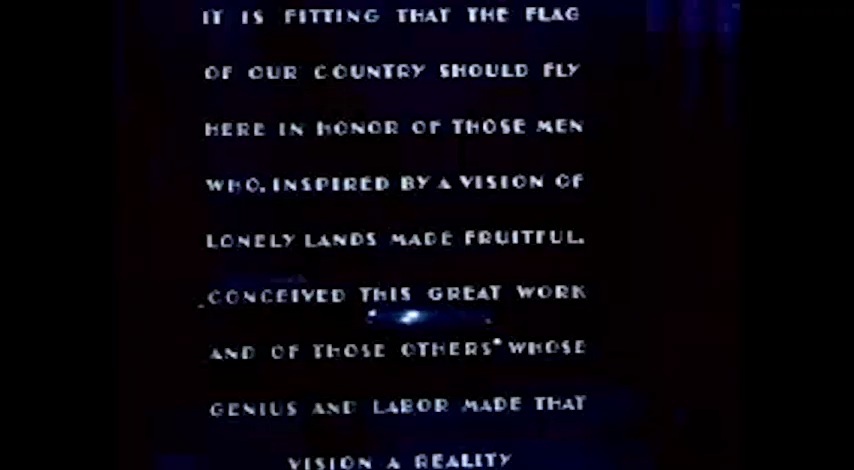 IT IS FITTING THAT THE FLAG
OF OUR COUNTRY SHOULD FLY
HERE IN HONOR OF THOSE MEN
WHO, INSPIRED BY A VISION OF
LONELY LANDS MADE FRUITFUL,
CONCEIVED THIS GREAT WORK
AND OF THOSE OTHERS WHOSE
GENIUS AND LABOR MADE THAT
VISION A REALITY